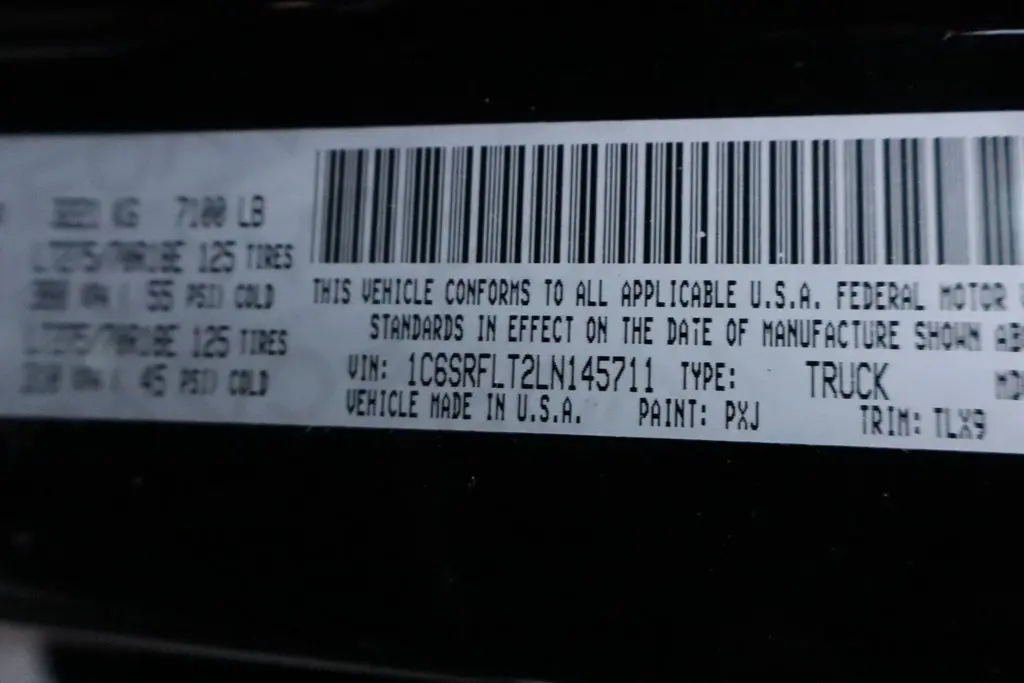 7100 LB
LT275/70R18E 125 TIRES
55 PSI) COLD
LT275/70R18E 125 TIRES
45 PSI) COLD
THIS VEHICLE CONFORMS TO ALL APPLICABLE U.S.A. FEDERAL MOTOR
STANDARDS IN EFFECT ON THE DATE OF MANUFACTURE SHOWN
VIN: 1C6SRFLT2LN145711 TYPE: TRUCK
VEHICLE MADE IN U.S.A. PAINT: PXJ TRIM: TLX9